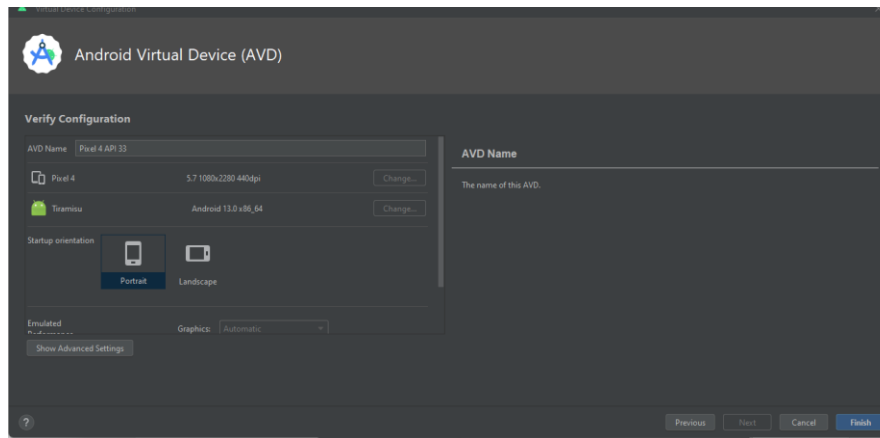 Virtual Device Configuration
Android Virtual Device (AVD)
Verify Configuration
AVD Name Pixel 4 API 33
Pixel 4 5.7 1080x2280 440dpi Change...
Tiramisu Android 13.0 x86_64 Change...
Startup orientation
Portrait
Landscape
Emulated
Graphics: Automatic
Show Advanced Settings
AVD Name
The name of this AVD.
?
Previous Next Cancel Finish